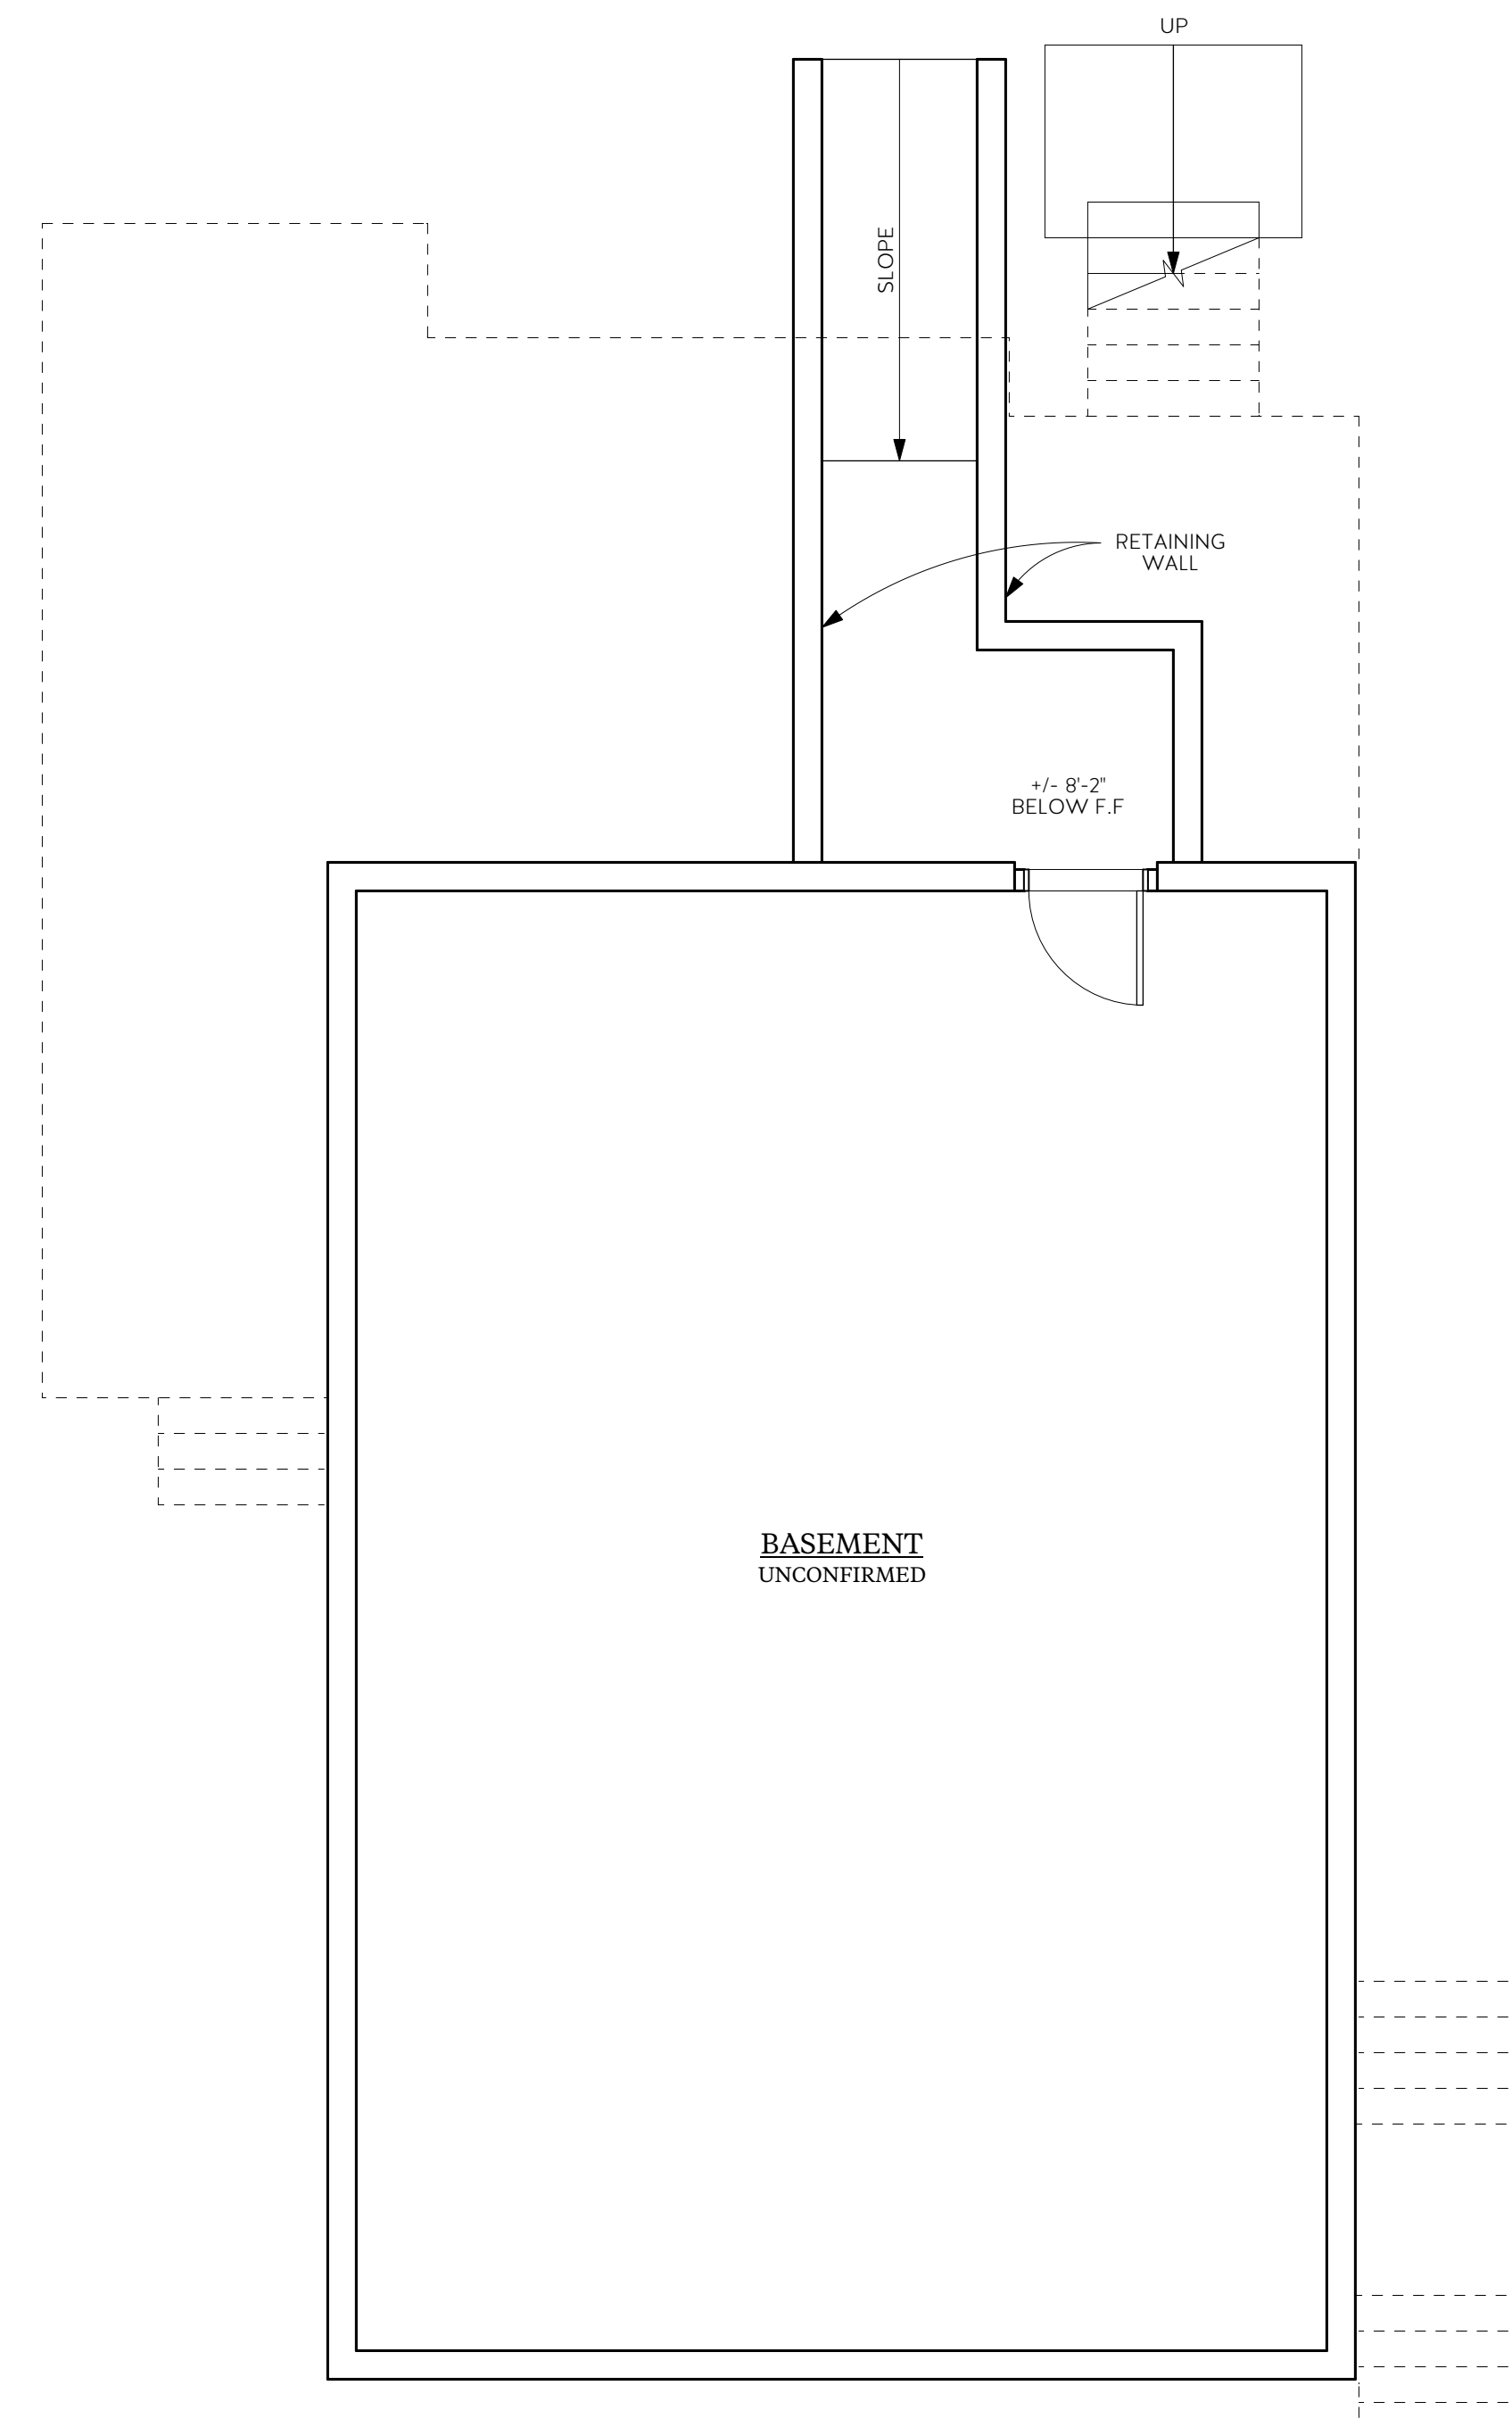 UP
SLOPE
RETAINING
WALL
+/- 8'-2"
BELOW F.F
BASEMENT
UNCONFIRMED